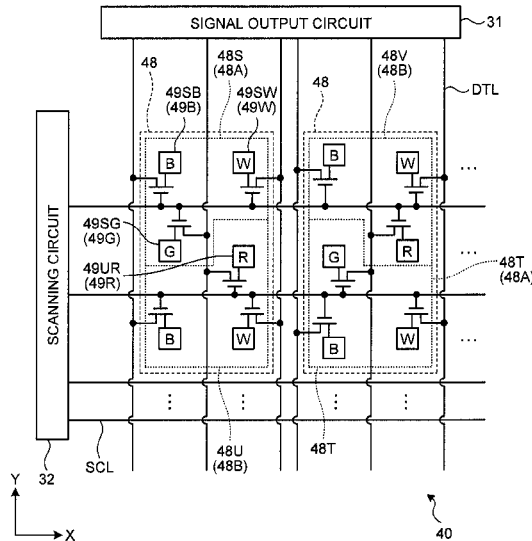 SIGNAL OUTPUT CIRCUIT
31
48
48S
(48A)
48
48V
(48B)
49SB
(49B)
49SW
(49W)
DTL
B
W
B
W
...
49SG
(49G)
G
R
49UR
(49R)
R
G
48T
(48A)
...
B
W
B
W
...
SCANNING CIRCUIT
SCL
32
48U
(48B)
48T
Y
X
40